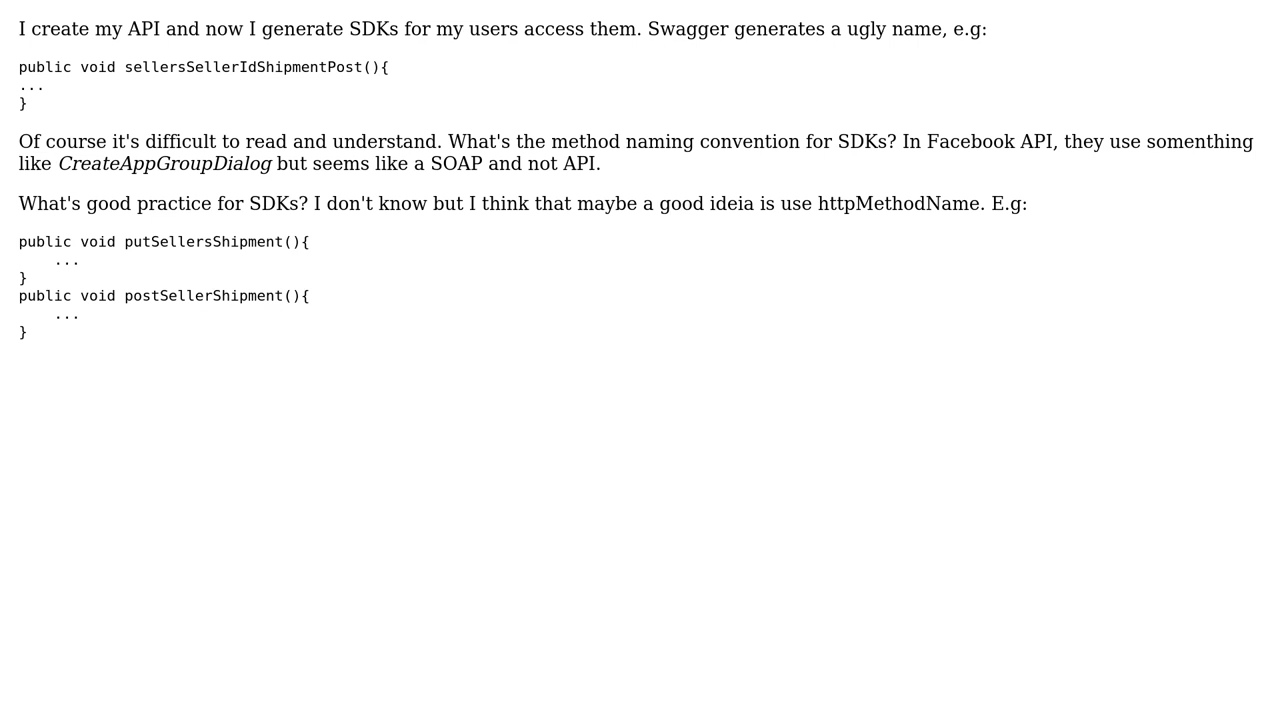 I create my API and now I generate SDKs for my users access them. Swagger generates a ugly name, e.g:
public void sellersSellerIdShipmentPost(){
...
}
Of course it's difficult to read and understand. What's the method naming convention for SDKs? In Facebook API, they use somenthing
like CreateAppGroupDialog but seems like a SOAP and not API.
What's good practice for SDKs? I don't know but I think that maybe a good ideia is use httpMethodName. E.g:
public void putSellersShipment(){
    ...
}
public void postSellerShipment(){
    ...
}